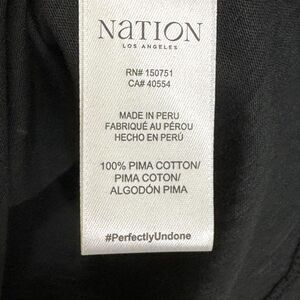 NATION
LOS ANGELES
RN# 150751
CA# 40554
MADE IN PERU
FABRIQUÉ AU PÉROU
HECHO EN PERÚ
100% PIMA COTTON/
PIMA COTON/
ALGODÓN PIMA
#PerfectlyUndone